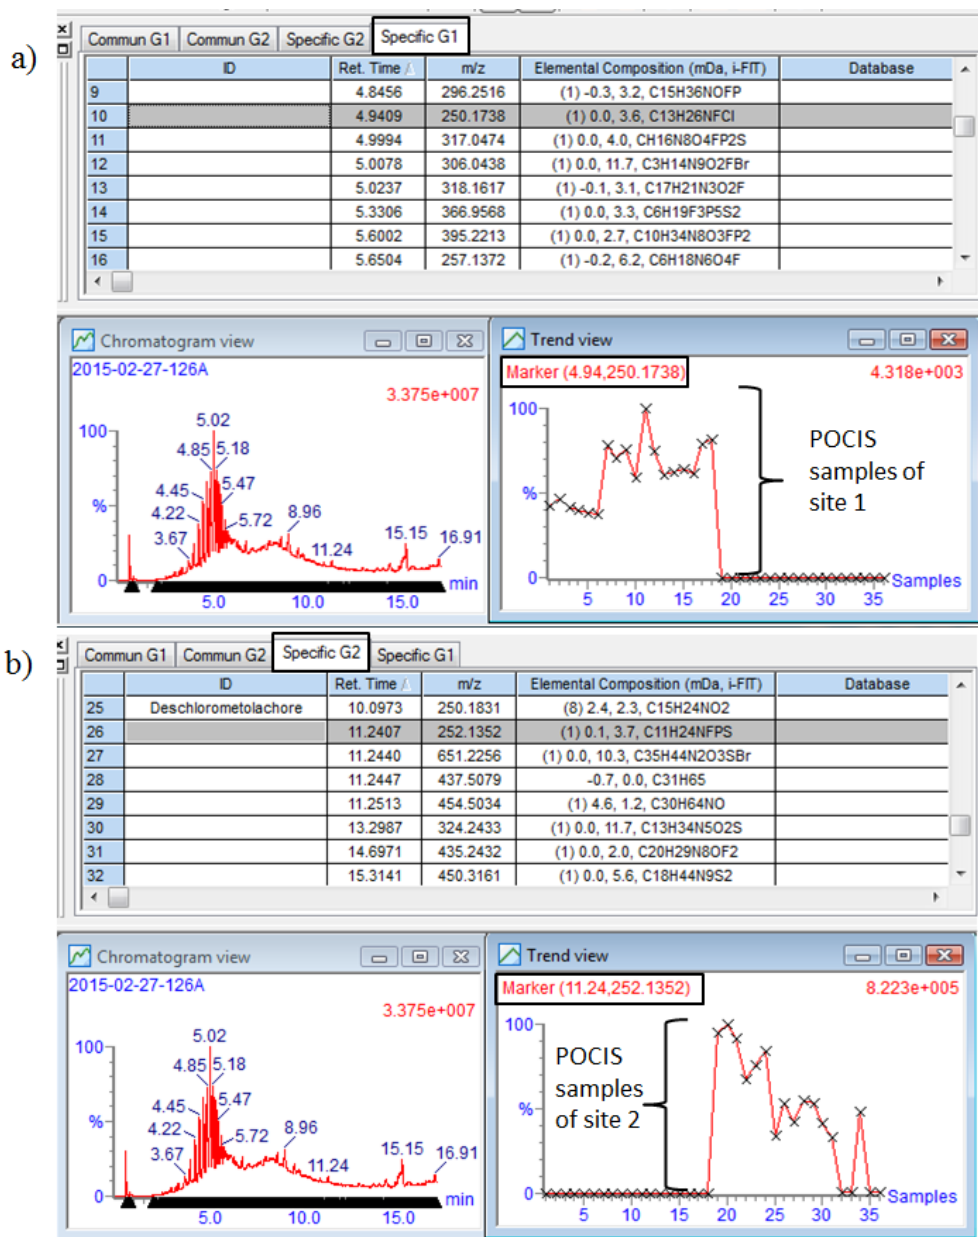 a)
Commun G1 Commun G2 Specific G2 Specific G1
ID Ret. Time m/z Elemental Composition (mDa, i-FIT) Database
9 4.8456 296.2516 (1) -0.3, 3.2, C15H36NOFP
10 4.9409 250.1738 (1) 0.0, 3.6, C13H26NFCl
11 4.9994 317.0474 (1) 0.0, 4.0, CH16N8O4FP2S
12 5.0078 306.0438 (1) 0.0, 11.7, C3H14N9O2FBr
13 5.0237 318.1617 (1) -0.1, 3.1, C17H21N3O2F
14 5.3306 366.9568 (1) 0.0, 3.3, C6H19F3P5S2
15 5.6002 395.2213 (1) 0.0, 2.7, C10H34N8O3FP2
16 5.6504 257.1372 (1) -0.2, 6.2, C6H18N6O4F
Chromatogram view
2015-02-27-126A
3.375e+007
5.02
100
4.85 5.18
4.45 5.47
%
4.22 5.72 8.96
3.67 11.24 15.15 16.91
0
min
5.0 10.0 15.0
Trend view
Marker (4.94,250.1738) 4.318e+003
100
%
0
POCIS
samples of
site 1
Samples
5 10 15 20 25 30 35
b)
Commun G1 Commun G2 Specific G2 Specific G1
ID Ret. Time m/z Elemental Composition (mDa, i-FIT) Database
25 Deschlorometolachore 10.0973 250.1831 (8) 2.4, 2.3, C15H24NO2
26 11.2407 252.1352 (1) 0.1, 3.7, C11H24NFPS
27 11.2440 651.2256 (1) 0.0, 10.3, C35H44N2O3SBr
28 11.2447 437.5079 -0.7, 0.0, C31H65
29 11.2513 454.5034 (1) 4.6, 1.2, C30H64NO
30 13.2987 324.2433 (1) 0.0, 11.7, C13H34N5O2S
31 14.6971 435.2432 (1) 0.0, 2.0, C20H29N8OF2
32 15.3141 450.3161 (1) 0.0, 5.6, C18H44N9S2
Chromatogram view
2015-02-27-126A
3.375e+007
5.02
100
4.85 5.18
4.45 5.47
%
4.22 5.72 8.96
3.67 11.24 15.15 16.91
0
min
5.0 10.0 15.0
Trend view
Marker (11.24,252.1352) 8.223e+005
100
%
0
POCIS
samples
of site 2
Samples
5 10 15 20 25 30 35